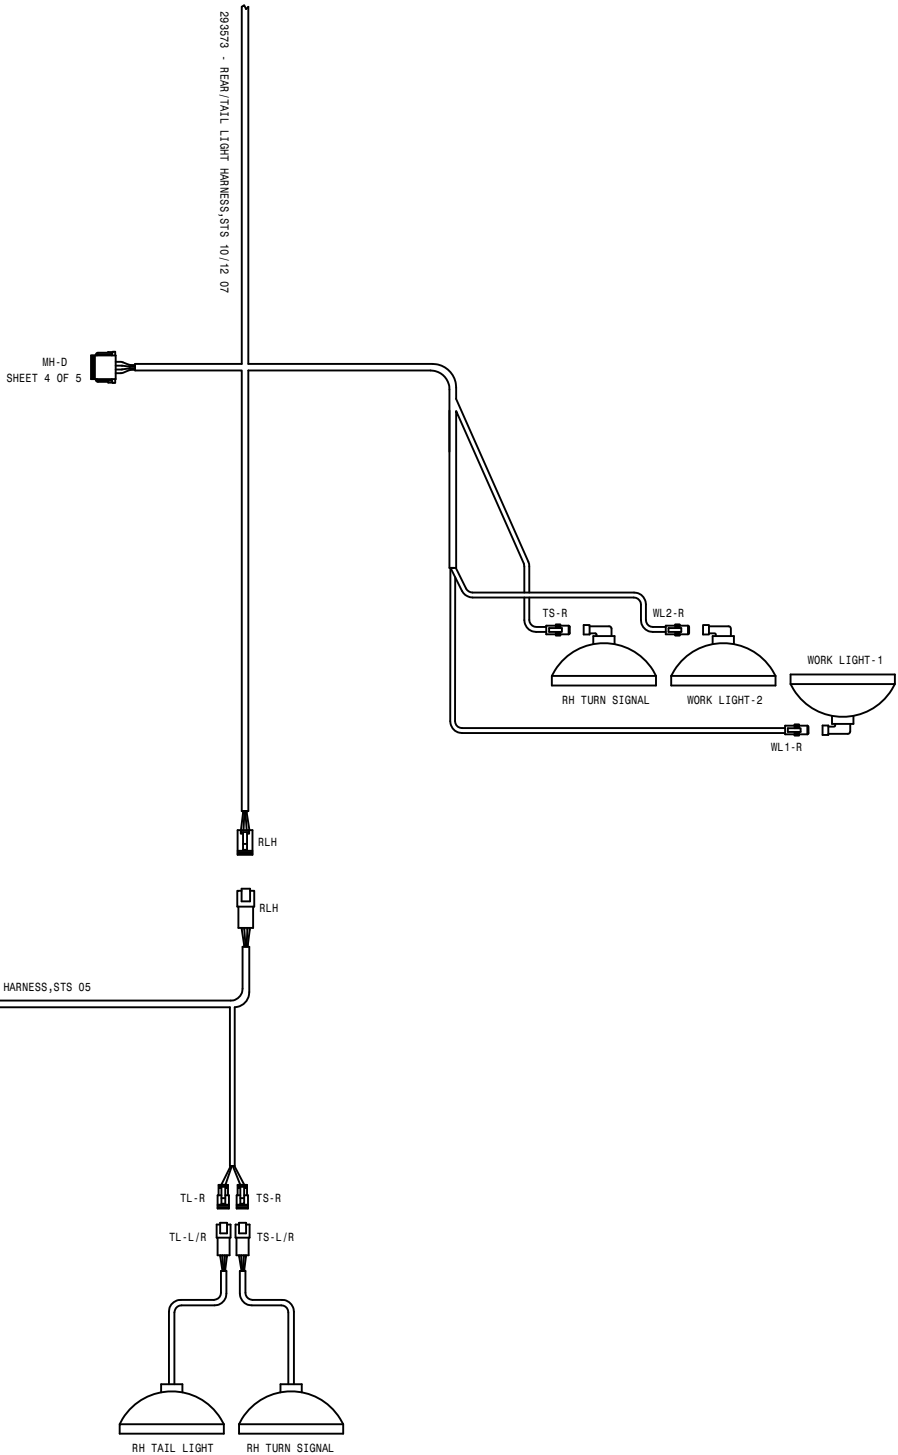 293573 - REAR/TAIL LIGHT HARNESS,STS 10/12 07
MH-D
SHEET 4 OF 5
TS-R
WL2-R
RH TURN SIGNAL
WORK LIGHT-2
WORK LIGHT-1
WL1-R
RLH
RLH
HARNESS,STS 05
TL-R
TS-R
TL-L/R
TS-L/R
RH TAIL LIGHT
RH TURN SIGNAL